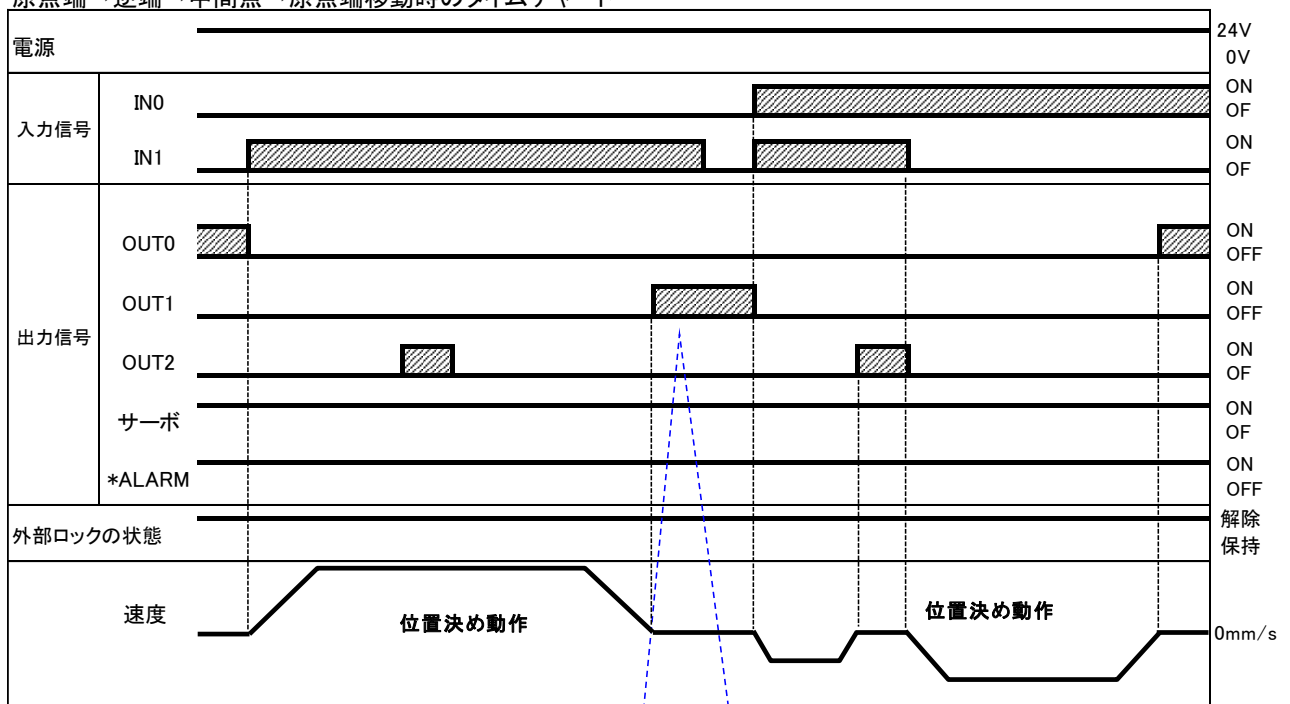 電源
24V
0V
入力信号
IN0
ON
OF
IN1
ON
OF
出力信号
OUT0
ON
OFF
OUT1
ON
OFF
OUT2
ON
OF
サーボ
ON
OF
*ALARM
ON
OFF
外部ロックの状態
解除
保持
速度
位置決め動作
位置決め動作
0mm/s